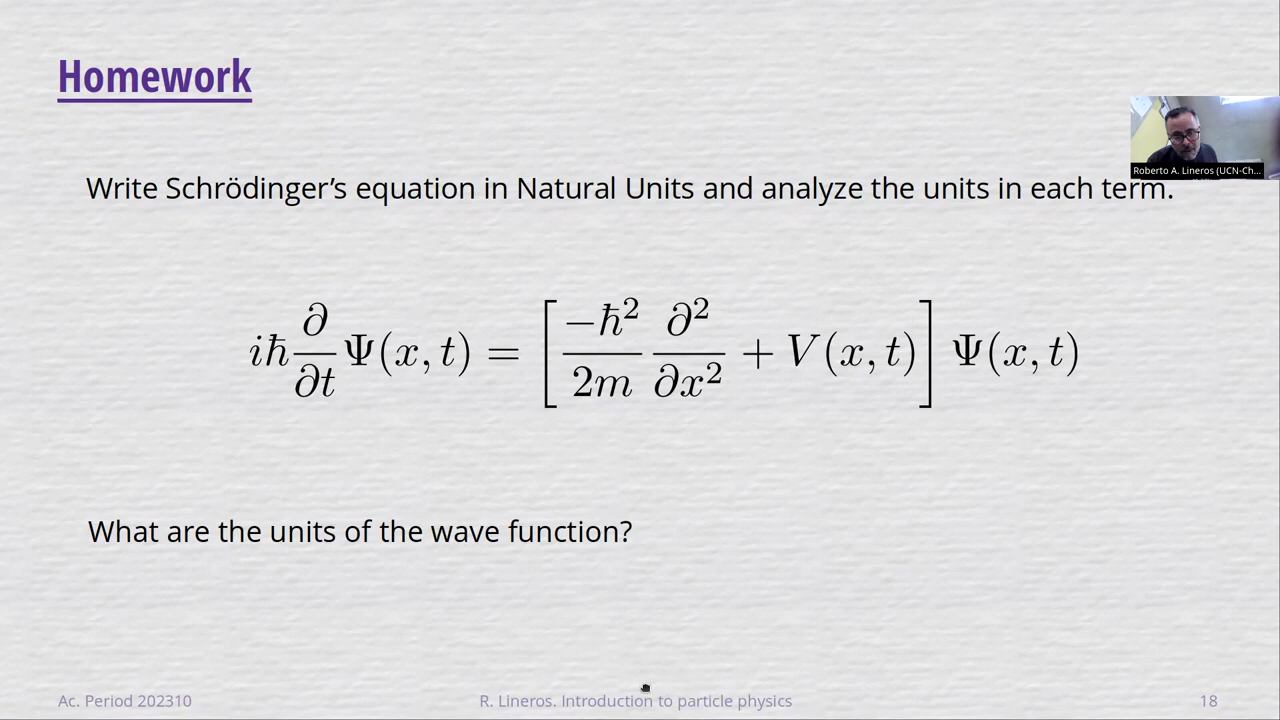 Homework
Roberto A. Lineros (UCN-Ch...
Write Schrödinger’s equation in Natural Units and analyze the units in each term.
iℏ ∂/∂t Ψ(x, t) = [ −ℏ²/2m ∂²/∂x² + V(x, t) ] Ψ(x, t)
What are the units of the wave function?
Ac. Period 202310 R. Lineros. Introduction to particle physics 18